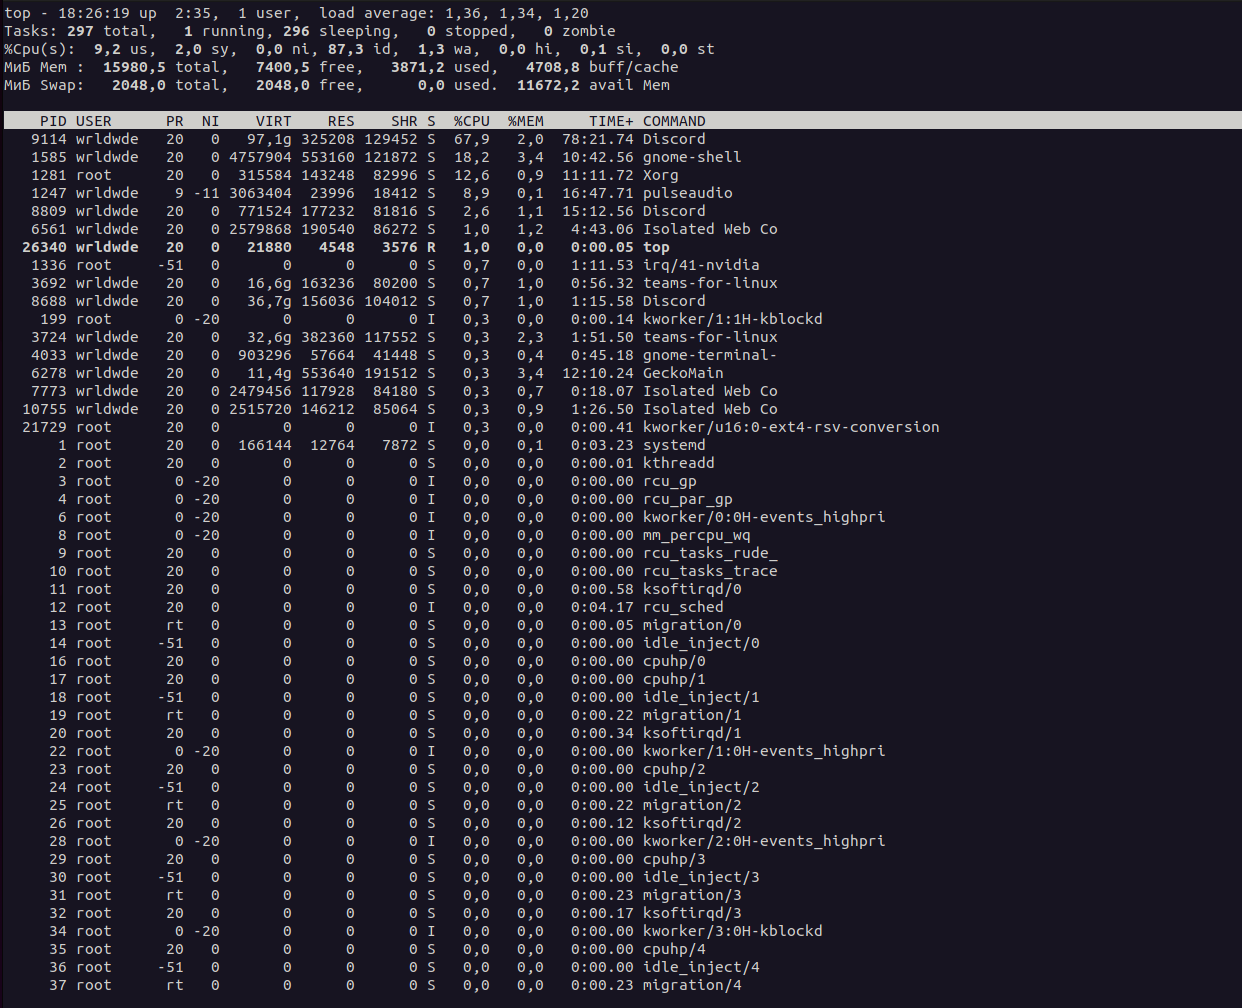 top - 18:26:19 up  2:35,  1 user,  load average: 1,36, 1,34, 1,20
Tasks: 297 total,   1 running, 296 sleeping,   0 stopped,   0 zombie
%Cpu(s):  9,2 us,  2,0 sy,  0,0 ni, 87,3 id,  1,3 wa,  0,0 hi,  0,1 si,  0,0 st
МиБ Mem :  15980,5 total,   7400,5 free,   3871,2 used,   4708,8 buff/cache
МиБ Swap:   2048,0 total,   2048,0 free,      0,0 used.  11672,2 avail Mem
PID USER      PR  NI    VIRT    RES    SHR S  %CPU  %MEM     TIME+ COMMAND
9114 wrldwde   20   0   97,1g 325208 129452 S  67,9   2,0  78:21.74 Discord
1585 wrldwde   20   0 4757904 553160 121872 S  18,2   3,4  10:42.56 gnome-shell
1281 root      20   0  315584 143248  82996 S  12,6   0,9  11:11.72 Xorg
1247 wrldwde    9 -11 3063404  23996  18412 S   8,9   0,1  16:47.71 pulseaudio
8809 wrldwde   20   0  771524 177232  81816 S   2,6   1,1  15:12.56 Discord
6561 wrldwde   20   0 2579868 190540  86272 S   1,0   1,2   4:43.06 Isolated Web Co
26340 wrldwde   20   0   21880   4548   3576 R   1,0   0,0   0:00.05 top
1336 root     -51   0       0      0      0 S   0,7   0,0   1:11.53 irq/41-nvidia
3692 wrldwde   20   0   16,6g 163236  80200 S   0,7   1,0   0:56.32 teams-for-linux
8688 wrldwde   20   0   36,7g 156036 104012 S   0,7   1,0   1:15.58 Discord
199 root       0 -20       0      0      0 I   0,3   0,0   0:00.14 kworker/1:1H-kblockd
3724 wrldwde   20   0   32,6g 382360 117552 S   0,3   2,3   1:51.50 teams-for-linux
4033 wrldwde   20   0  903296  57664  41448 S   0,3   0,4   0:45.18 gnome-terminal-
6278 wrldwde   20   0   11,4g 553640 191512 S   0,3   3,4  12:10.24 GeckoMain
7773 wrldwde   20   0 2479456 117928  84180 S   0,3   0,7   0:18.07 Isolated Web Co
10755 wrldwde   20   0 2515720 146212  85064 S   0,3   0,9   1:26.50 Isolated Web Co
21729 root      20   0       0      0      0 I   0,3   0,0   0:00.41 kworker/u16:0-ext4-rsv-conversion
1 root      20   0  166144  12764   7872 S   0,0   0,1   0:03.23 systemd
2 root      20   0       0      0      0 S   0,0   0,0   0:00.01 kthreadd
3 root       0 -20       0      0      0 I   0,0   0,0   0:00.00 rcu_gp
4 root       0 -20       0      0      0 I   0,0   0,0   0:00.00 rcu_par_gp
6 root       0 -20       0      0      0 I   0,0   0,0   0:00.00 kworker/0:0H-events_highpri
8 root       0 -20       0      0      0 I   0,0   0,0   0:00.00 mm_percpu_wq
9 root      20   0       0      0      0 S   0,0   0,0   0:00.00 rcu_tasks_rude_
10 root      20   0       0      0      0 S   0,0   0,0   0:00.00 rcu_tasks_trace
11 root      20   0       0      0      0 S   0,0   0,0   0:00.58 ksoftirqd/0
12 root      20   0       0      0      0 I   0,0   0,0   0:04.17 rcu_sched
13 root      rt   0       0      0      0 S   0,0   0,0   0:00.05 migration/0
14 root     -51   0       0      0      0 S   0,0   0,0   0:00.00 idle_inject/0
16 root      20   0       0      0      0 S   0,0   0,0   0:00.00 cpuhp/0
17 root      20   0       0      0      0 S   0,0   0,0   0:00.00 cpuhp/1
18 root     -51   0       0      0      0 S   0,0   0,0   0:00.00 idle_inject/1
19 root      rt   0       0      0      0 S   0,0   0,0   0:00.22 migration/1
20 root      20   0       0      0      0 S   0,0   0,0   0:00.34 ksoftirqd/1
22 root       0 -20       0      0      0 I   0,0   0,0   0:00.00 kworker/1:0H-events_highpri
23 root      20   0       0      0      0 S   0,0   0,0   0:00.00 cpuhp/2
24 root     -51   0       0      0      0 S   0,0   0,0   0:00.00 idle_inject/2
25 root      rt   0       0      0      0 S   0,0   0,0   0:00.22 migration/2
26 root      20   0       0      0      0 S   0,0   0,0   0:00.12 ksoftirqd/2
28 root       0 -20       0      0      0 I   0,0   0,0   0:00.00 kworker/2:0H-events_highpri
29 root      20   0       0      0      0 S   0,0   0,0   0:00.00 cpuhp/3
30 root     -51   0       0      0      0 S   0,0   0,0   0:00.00 idle_inject/3
31 root      rt   0       0      0      0 S   0,0   0,0   0:00.23 migration/3
32 root      20   0       0      0      0 S   0,0   0,0   0:00.17 ksoftirqd/3
34 root       0 -20       0      0      0 I   0,0   0,0   0:00.00 kworker/3:0H-kblockd
35 root      20   0       0      0      0 S   0,0   0,0   0:00.00 cpuhp/4
36 root     -51   0       0      0      0 S   0,0   0,0   0:00.00 idle_inject/4
37 root      rt   0       0      0      0 S   0,0   0,0   0:00.23 migration/4